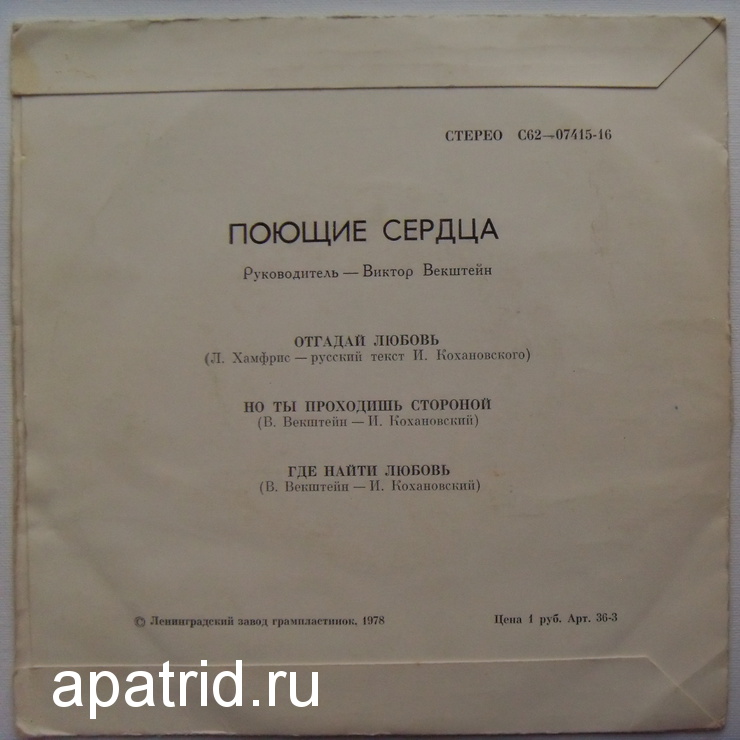 СТЕРЕО С62—07415-16
ПОЮЩИЕ СЕРДЦА
Руководитель — Виктор Векштейн
ОТГАДАЙ ЛЮБОВЬ
(Л. Хамфрис — русский текст И. Кохановского)
НО ТЫ ПРОХОДИШЬ СТОРОНОЙ
(В. Векштейн — И. Кохановский)
ГДЕ НАЙТИ ЛЮБОВЬ
(В. Векштейн — И. Кохановский)
© Ленинградский завод грампластинок, 1978 Цена 1 руб. Арт. 36-3
apatrid.ru